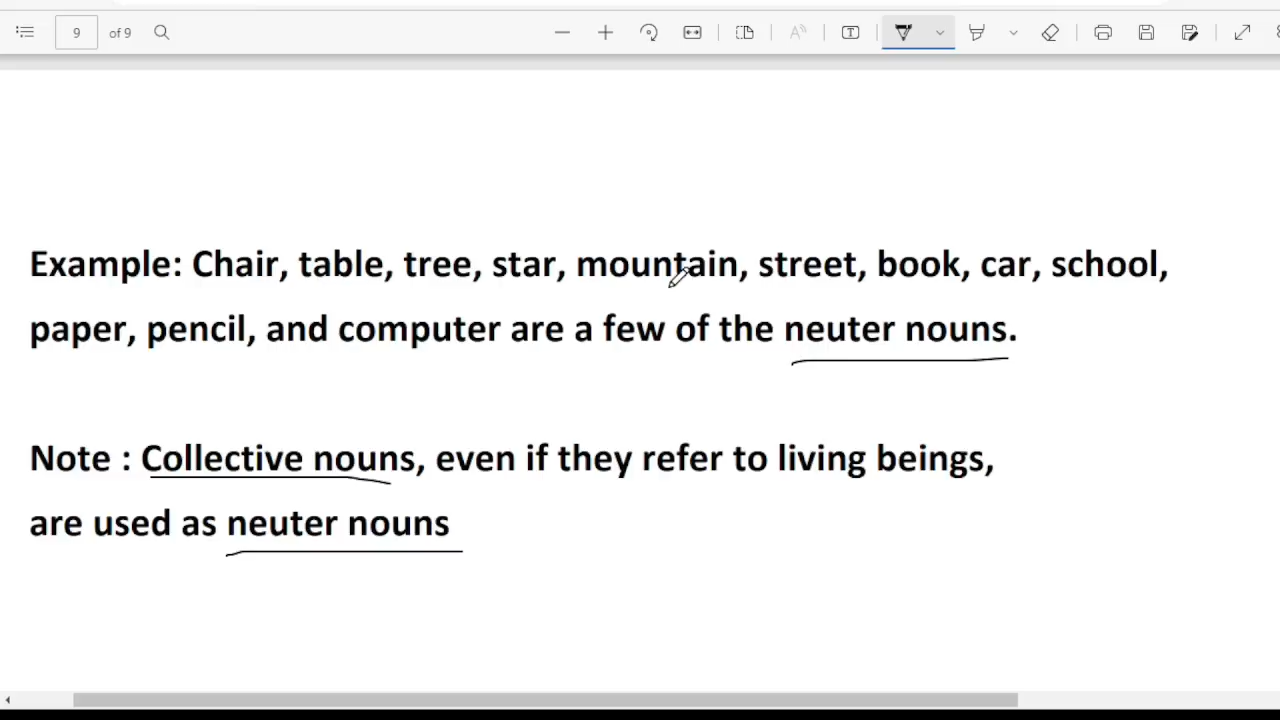 9 of 9
Example: Chair, table, tree, star, mountain, street, book, car, school,
paper, pencil, and computer are a few of the neuter nouns.
Note : Collective nouns, even if they refer to living beings,
are used as neuter nouns